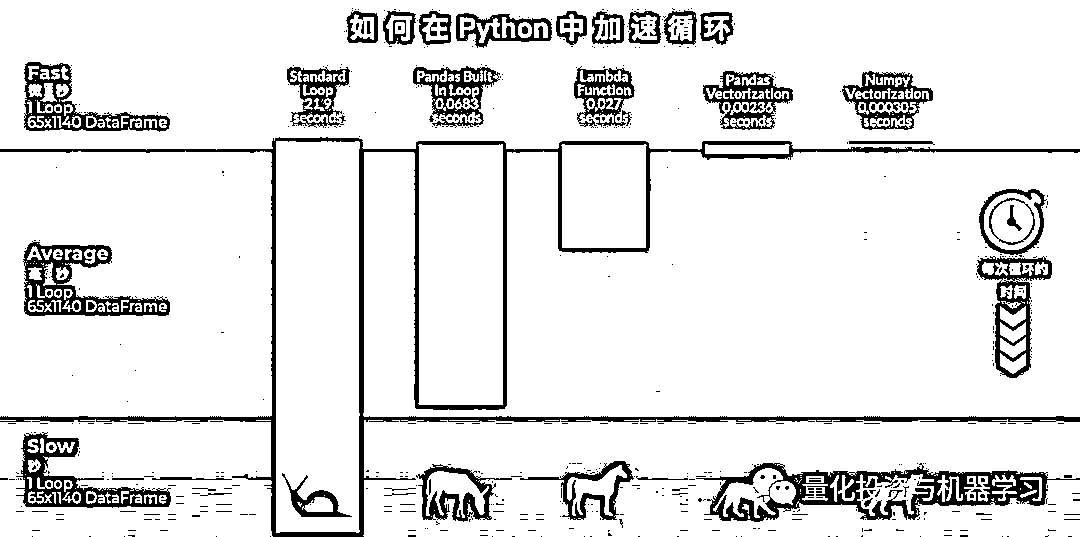 如何在Python中加速循环
Fast
微 秒
1 Loop
65x1140 DataFrame
Standard
Loop
21.9
seconds
Pandas Built-
In Loop
0.0683
seconds
Lambda
Function
0.027
seconds
Pandas
Vectorization
0.00236
seconds
Numpy
Vectorization
0.000305
seconds
Average
毫 秒
1 Loop
65x1140 DataFrame
每次循环的
时间
Slow
秒
1 Loop
65x1140 DataFrame
量化投资与机器学习